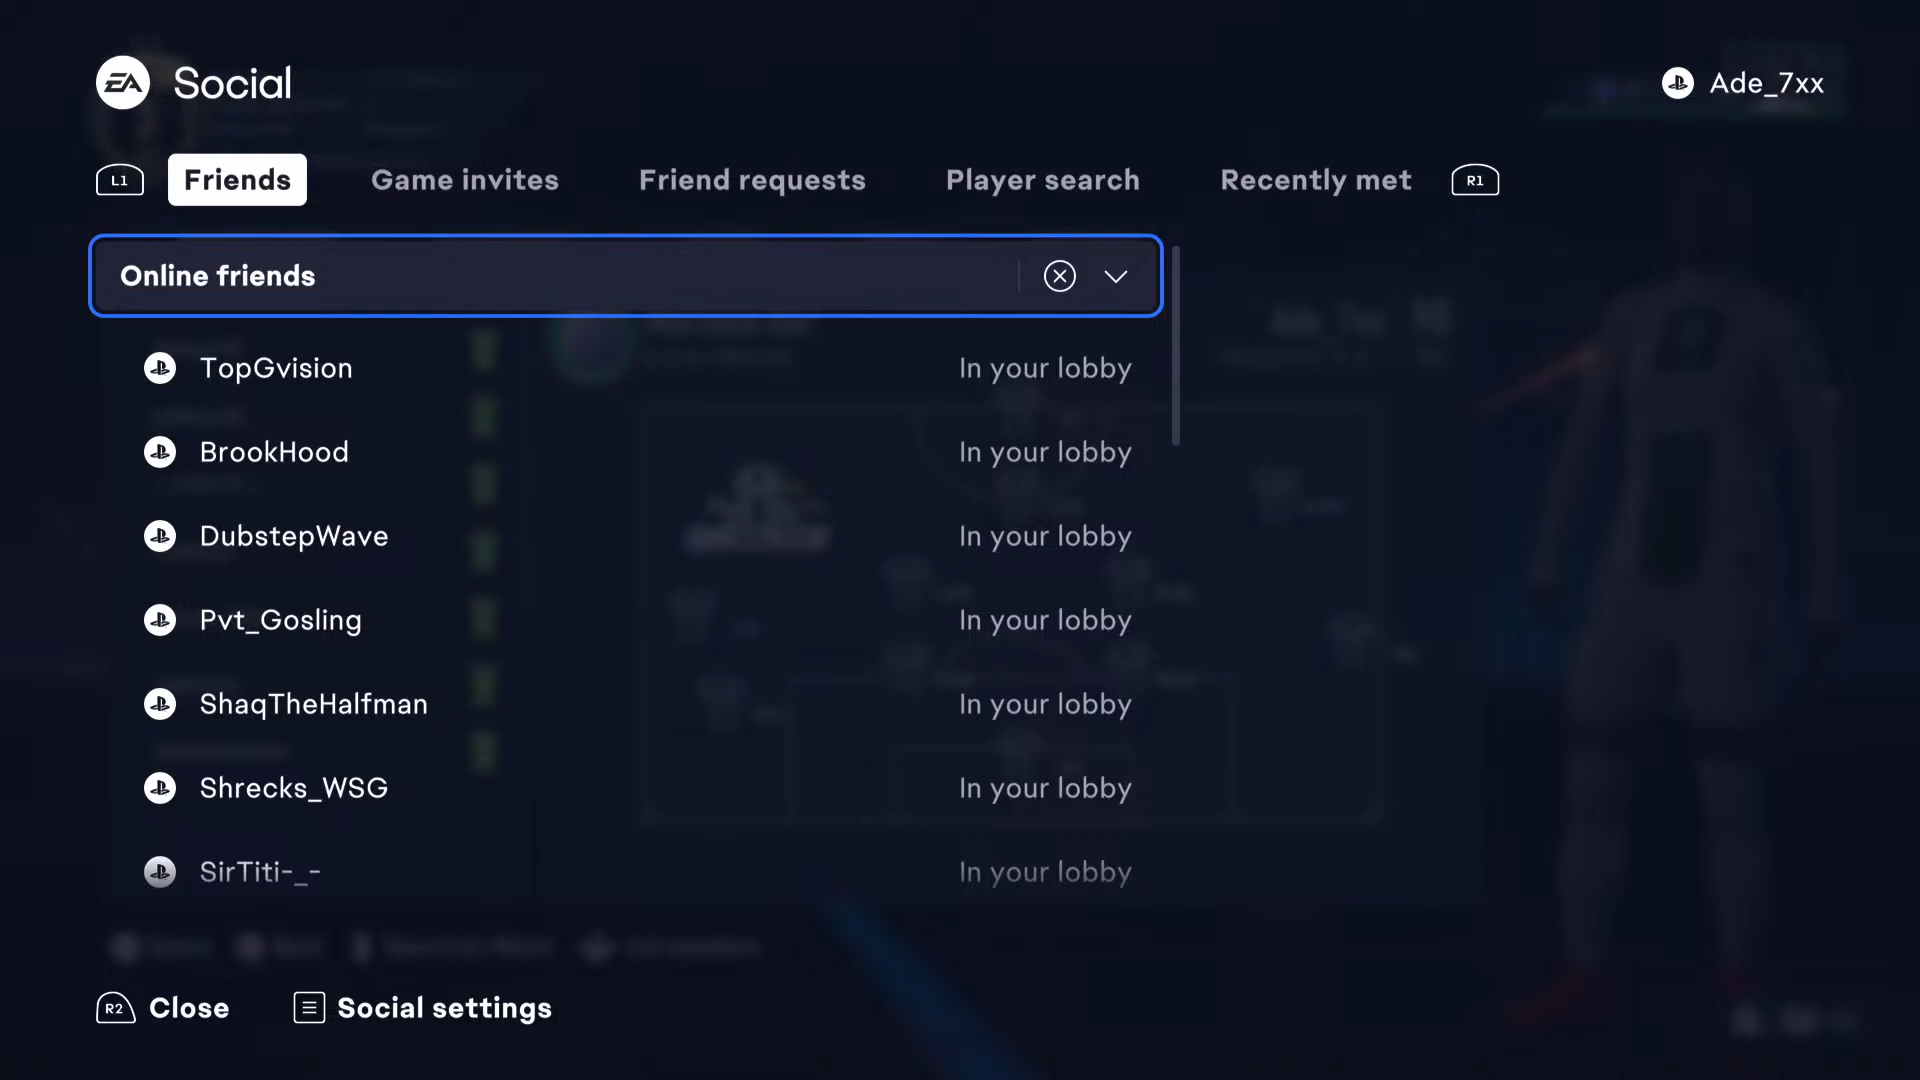 EA Social
Ade_7xx
L1 Friends Game invites Friend requests Player search Recently met R1
Online friends
TopGvision In your lobby
BrookHood In your lobby
DubstepWave In your lobby
Pvt_Gosling In your lobby
ShaqTheHalfman In your lobby
Shrecks_WSG In your lobby
SirTiti-_- In your lobby
R2 Close Social settings